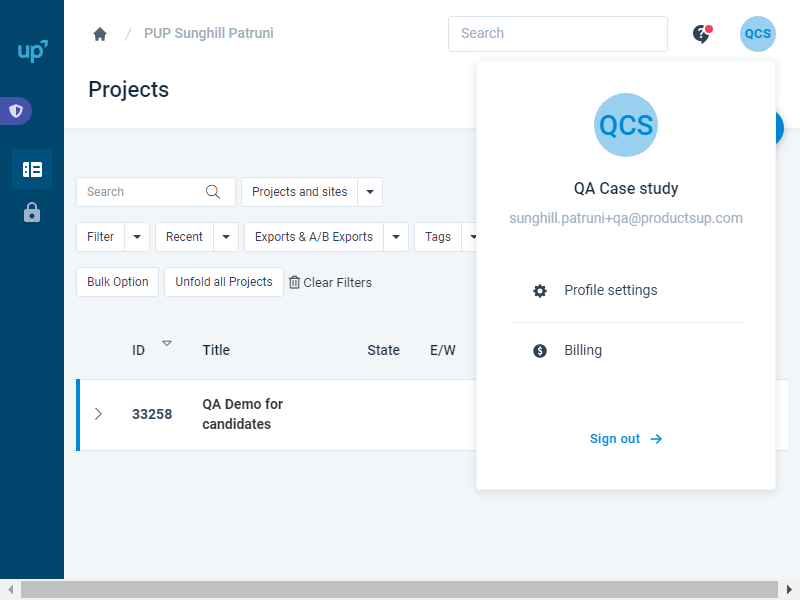 up
PUP Sunghill Patruni
Search
QCS
Projects
QCS
QA Case study
sunghill.patruni+qa@productsup.com
Profile settings
Billing
Sign out
Search
Projects and sites
Filter
Recent
Exports & A/B Exports
Tags
Bulk Option
Unfold all Projects
Clear Filters
ID
Title
State
E/W
33258
QA Demo for
candidates